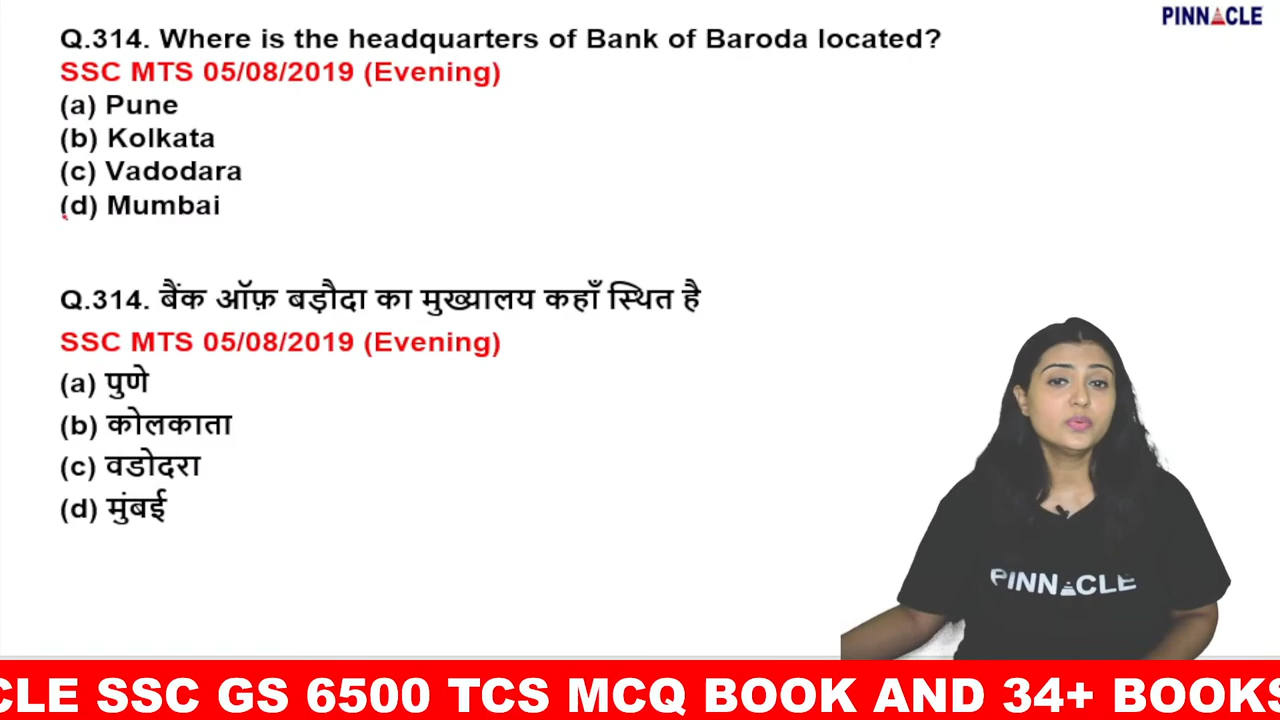 PINNACLE
Q.314. Where is the headquarters of Bank of Baroda located?
SSC MTS 05/08/2019 (Evening)
(a) Pune
(b) Kolkata
(c) Vadodara
(d) Mumbai
Q.314. बैंक ऑफ़ बड़ौदा का मुख्यालय कहाँ स्थित है
SSC MTS 05/08/2019 (Evening)
(a) पुणे
(b) कोलकाता
(c) वडोदरा
(d) मुंबई
PINNACLE
CLE SSC GS 6500 TCS MCQ BOOK AND 34+ BOOKS